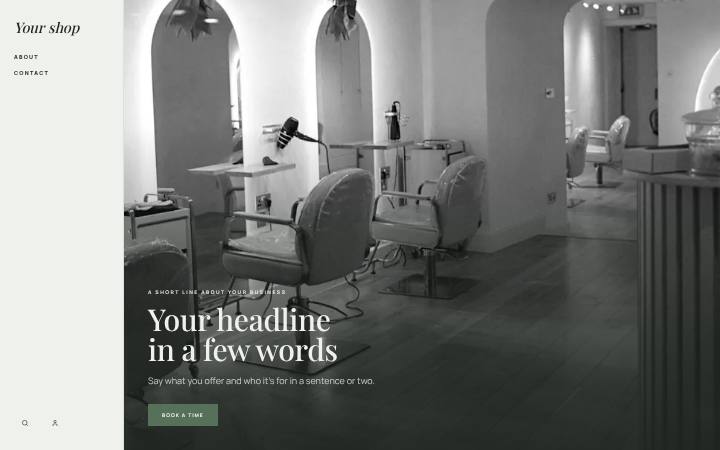 Your shop
ABOUT
CONTACT
A SHORT LINE ABOUT YOUR BUSINESS
Your headline
in a few words
Say what you offer and who it's for in a sentence or two.
BOOK A TIME